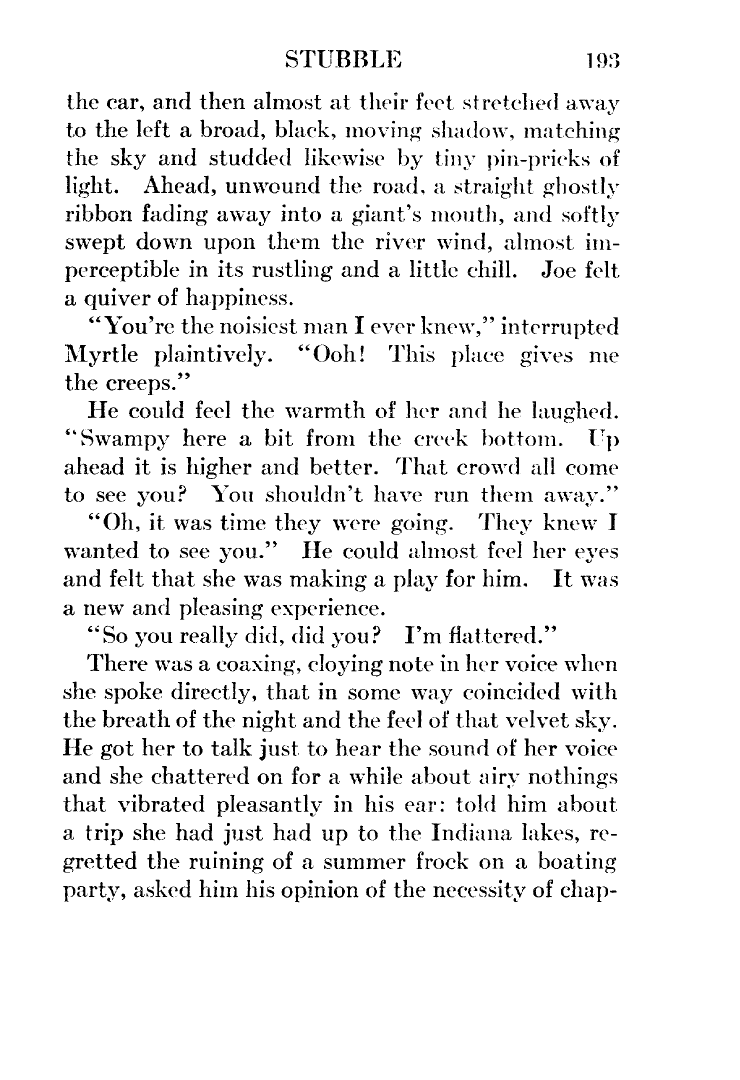 STUBBLE 193
the car, and then almost at their feet stretched away
to the left a broad, black, moving shadow, matching
the sky and studded likewise by tiny pin-pricks of
light. Ahead, unwound the road, a straight ghostly
ribbon fading away into a giant's mouth, and softly
swept down upon them the river wind, almost im-
perceptible in its rustling and a little chill. Joe felt
a quiver of happiness.
“You're the noisiest man I ever knew,” interrupted
Myrtle plaintively. “Ooh! This place gives me
the creeps.”
He could feel the warmth of her and he laughed.
“Swampy here a bit from the creek bottom. Up
ahead it is higher and better. That crowd all come
to see you? You shouldn't have run them away.”
“Oh, it was time they were going. They knew I
wanted to see you.” He could almost feel her eyes
and felt that she was making a play for him. It was
a new and pleasing experience.
“So you really did, did you? I'm flattered.”
There was a coaxing, cloying note in her voice when
she spoke directly, that in some way coincided with
the breath of the night and the feel of that velvet sky.
He got her to talk just to hear the sound of her voice
and she chattered on for a while about airy nothings
that vibrated pleasantly in his ear: told him about
a trip she had just had up to the Indiana lakes, re-
gretted the ruining of a summer frock on a boating
party, asked him his opinion of the necessity of chap-